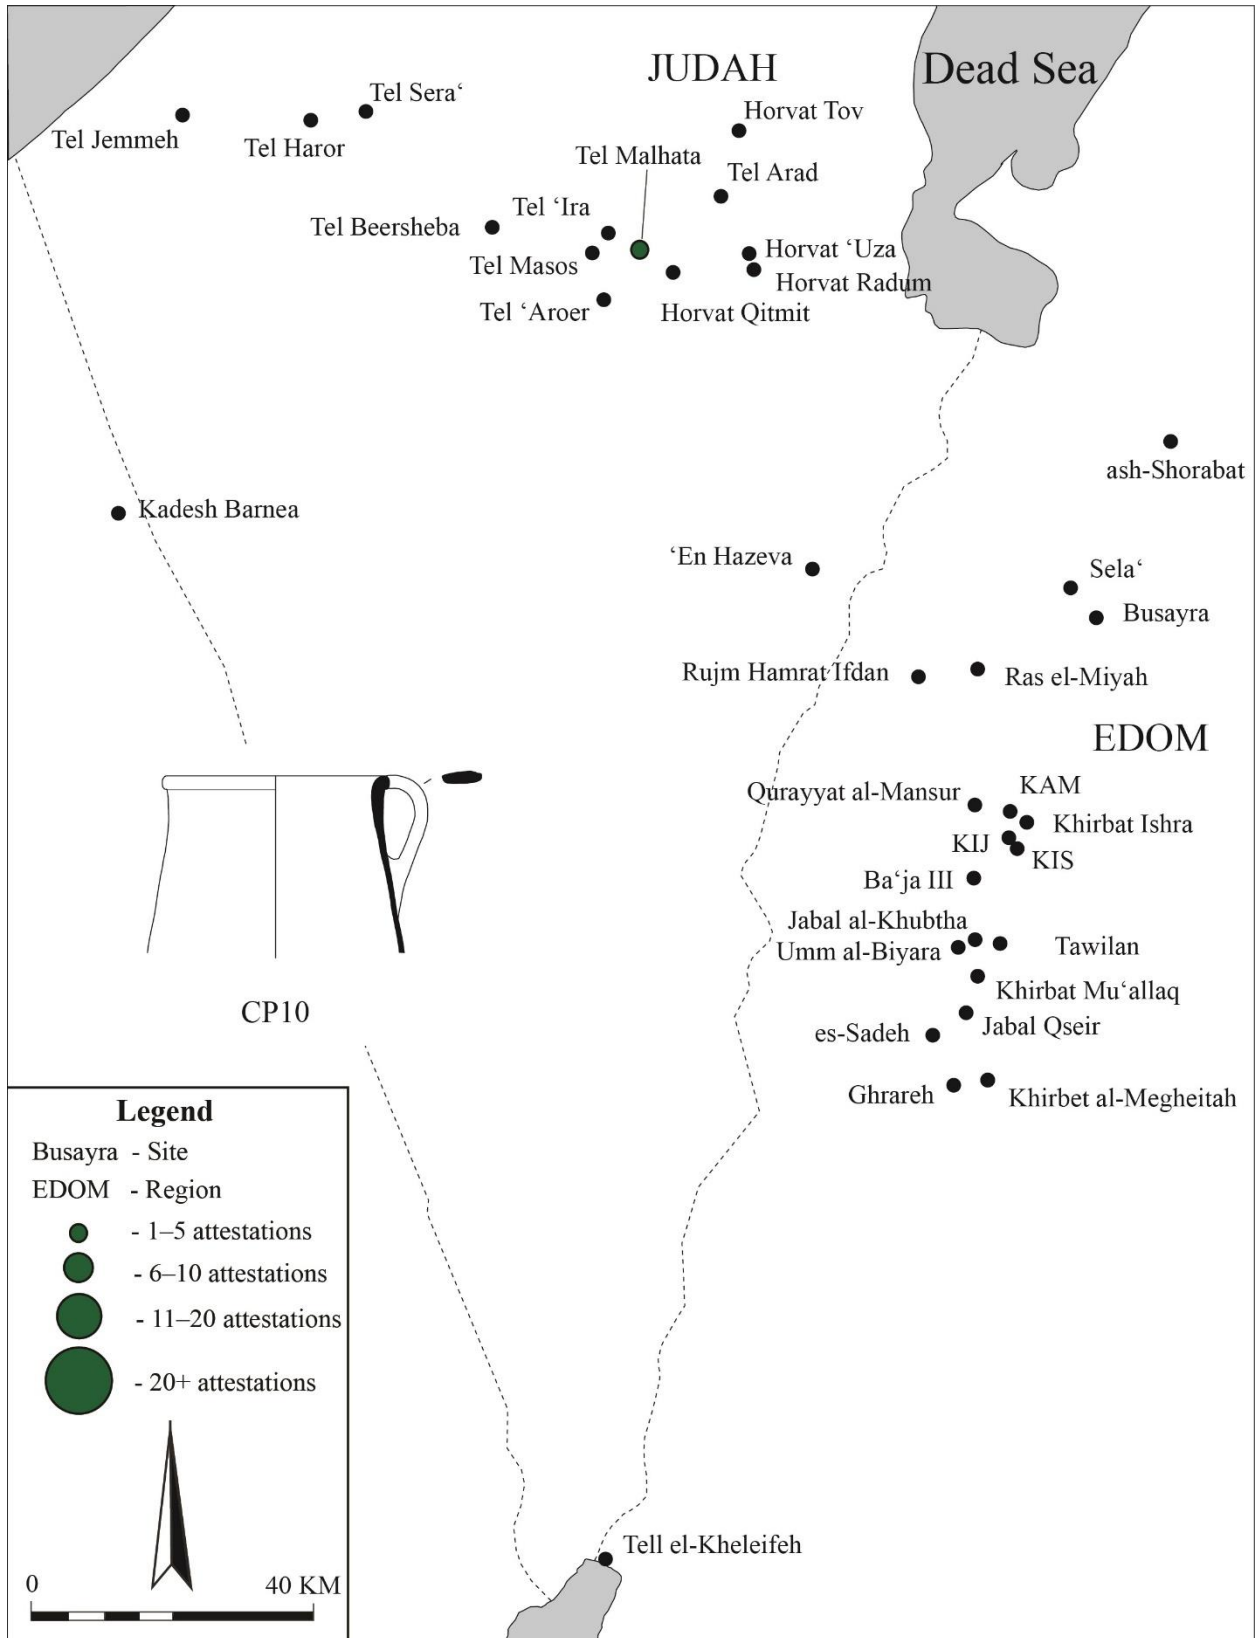 JUDAH
Dead Sea
Tel Sera‘
Tel Jemmeh
Tel Haror
Horvat Tov
Tel Malhata
Tel Arad
Tel ‘Ira
Tel Beersheba
Tel Masos
Horvat ‘Uza
Horvat Radum
Tel ‘Aroer
Horvat Qitmit
ash-Shorabat
Kadesh Barnea
‘En Hazeva
Sela‘
Busayra
Rujm Hamrat Ifdan
Ras el-Miyah
EDOM
Qurayyat al-Mansur
KAM
Khirbat Ishra
KIJ
KIS
Ba‘ja III
Jabal al-Khubtha
Umm al-Biyara
Tawilan
Khirbat Mu‘allaq
Jabal Qseir
es-Sadeh
Ghrareh
Khirbet al-Megheitah
CP10
Legend
Busayra - Site
EDOM - Region
- 1–5 attestations
- 6–10 attestations
- 11–20 attestations
- 20+ attestations
0 40 KM
Tell el-Kheleifeh